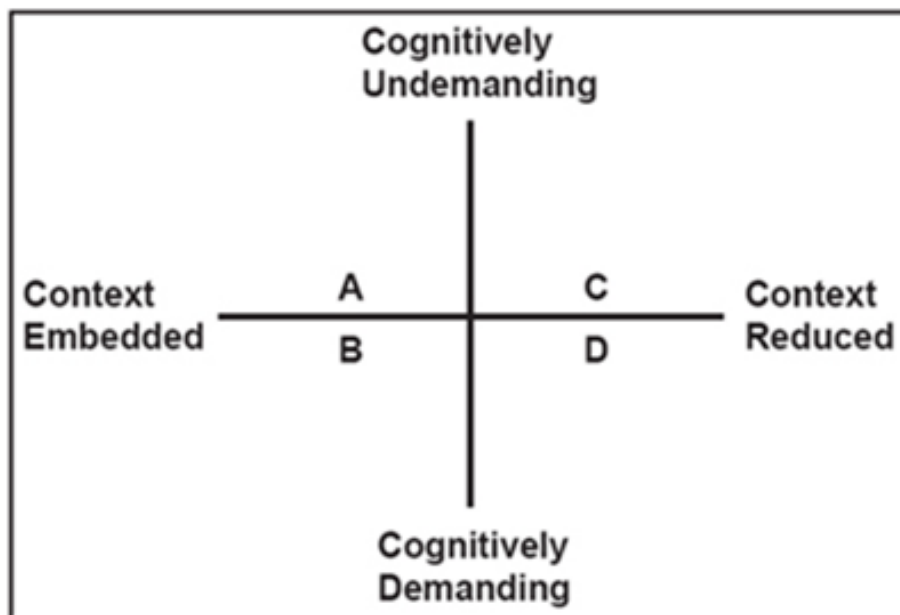 Cognitively
Undemanding
A
C
Context
Embedded
Context
Reduced
B
D
Cognitively
Demanding